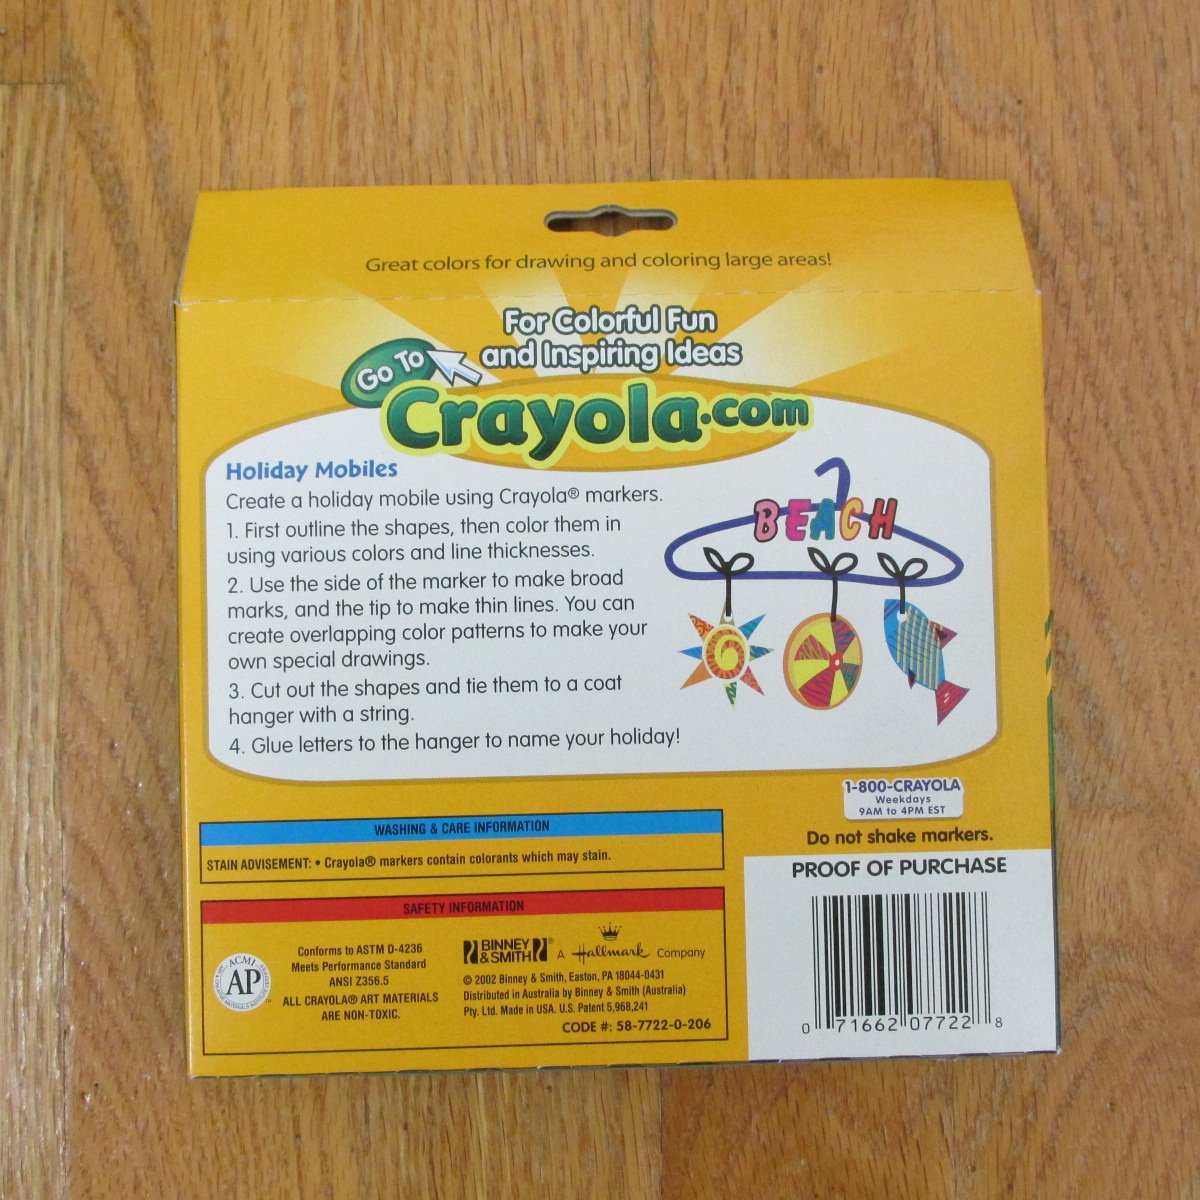 Great colors for drawing and coloring large areas!
For Colorful Fun
and Inspiring Ideas
Go To
Crayola.com
Holiday Mobiles
Create a holiday mobile using Crayola® markers.
1. First outline the shapes, then color them in
using various colors and line thicknesses.
2. Use the side of the marker to make broad
marks, and the tip to make thin lines. You can
create overlapping color patterns to make your
own special drawings.
3. Cut out the shapes and tie them to a coat
hanger with a string.
4. Glue letters to the hanger to name your holiday!
BEACH
1-800-CRAYOLA
Weekdays
9AM to 4PM EST
Do not shake markers.
PROOF OF PURCHASE
0 71662 07722 8
WASHING & CARE INFORMATION
STAIN ADVISEMENT: • Crayola® markers contain colorants which may stain.
SAFETY INFORMATION
ACMI
AP
Conforms to ASTM D-4236
Meets Performance Standard
ANSI Z356.5
ALL CRAYOLA® ART MATERIALS
ARE NON-TOXIC.
BINNEY & SMITH® A Hallmark Company
© 2002 Binney & Smith, Easton, PA 18044-0431
Distributed in Australia by Binney & Smith (Australia)
Pty. Ltd. Made in USA. U.S. Patent 5,968,241
CODE #: 58-7722-0-206